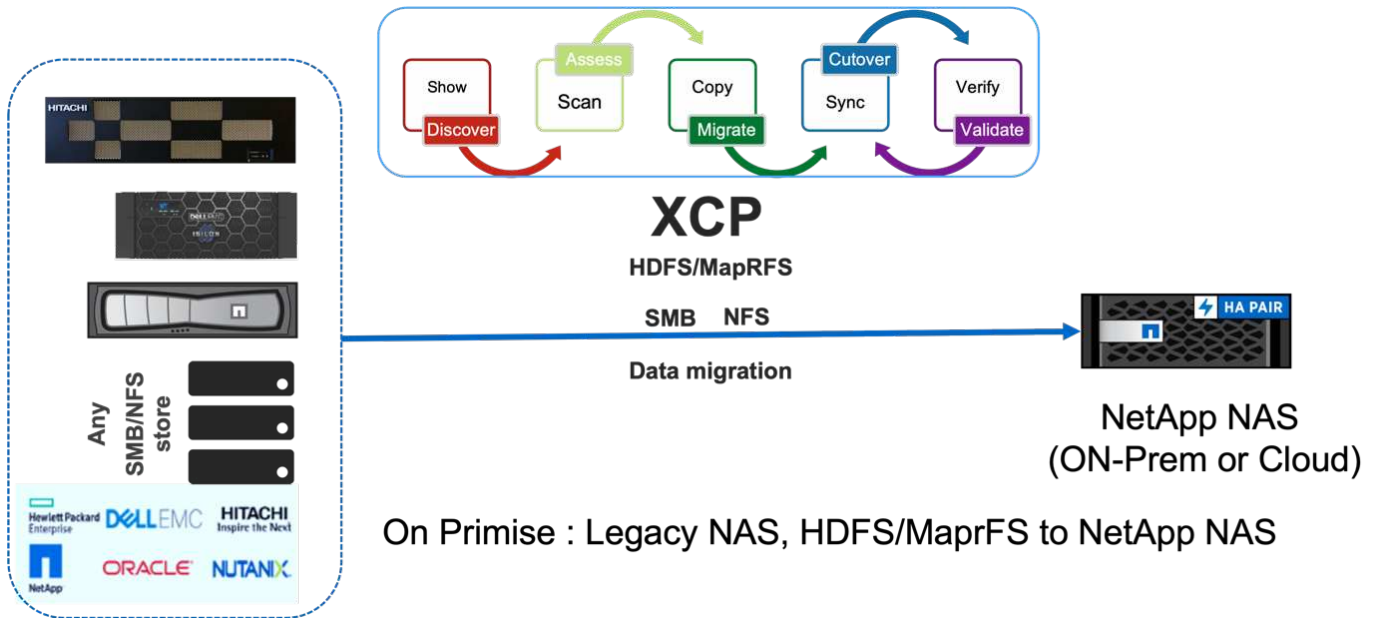 HITACHI
DELLEMC
ISILON
Any
SMB/NFS
store
Hewlett Packard
Enterprise
DELLEMC
HITACHI
Inspire the Next
NetApp
ORACLE
NUTANIX
Show
Discover
Assess
Scan
Copy
Migrate
Cutover
Sync
Verify
Validate
XCP
HDFS/MapRFS
SMB NFS
Data migration
HA PAIR
NetApp NAS
(ON-Prem or Cloud)
On Primise : Legacy NAS, HDFS/MaprFS to NetApp NAS